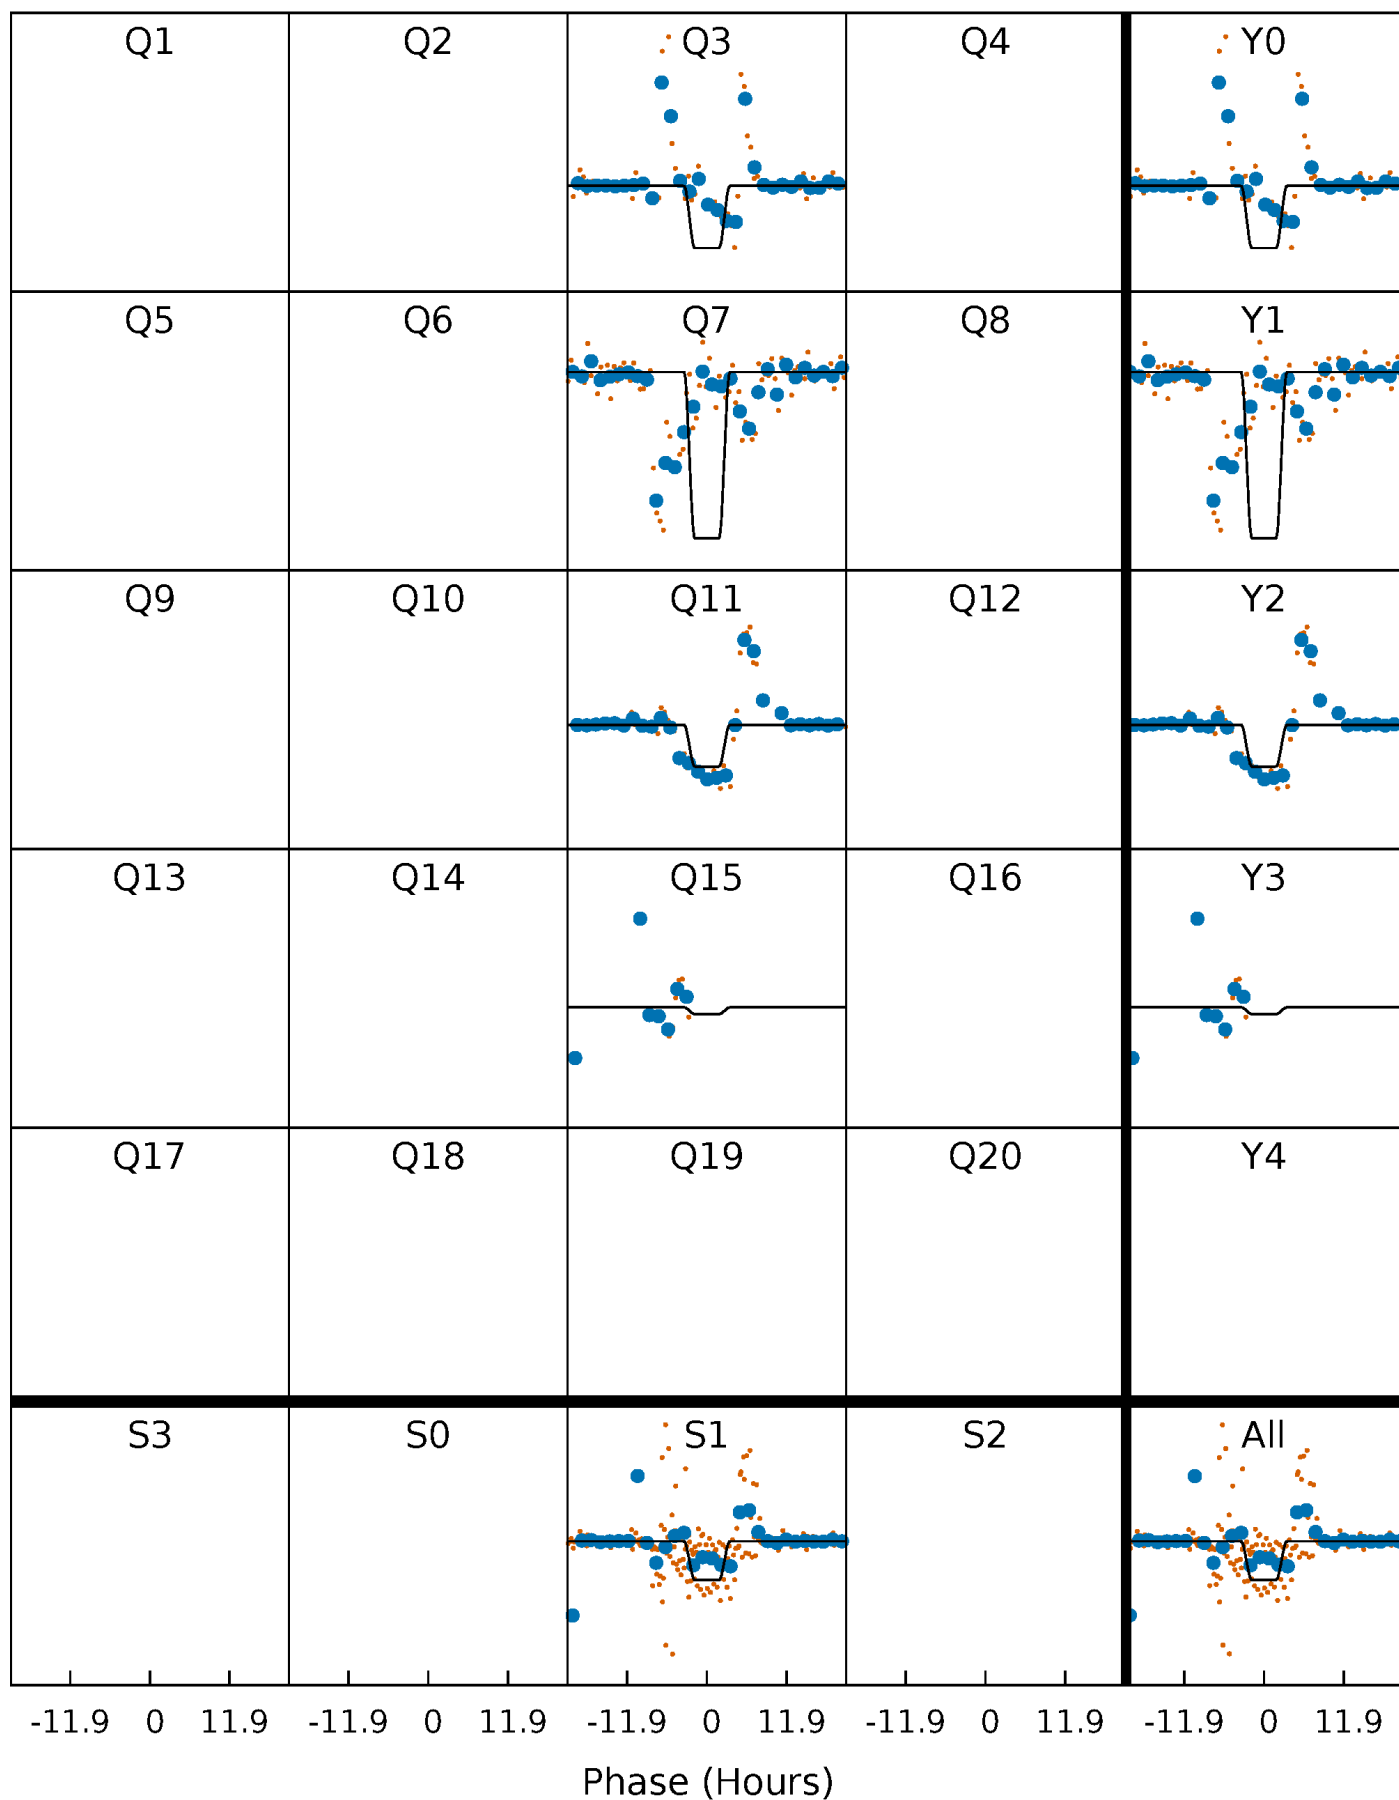 Q1 Q2 Q3 Q4 Y0
Q5 Q6 Q7 Q8 Y1
Q9 Q10 Q11 Q12 Y2
Q13 Q14 Q15 Q16 Y3
Q17 Q18 Q19 Q20 Y4
S3 S0 S1 S2 All
-11.9 0 11.9 -11.9 0 11.9 -11.9 0 11.9 -11.9 0 11.9 -11.9 0 11.9
Phase (Hours)